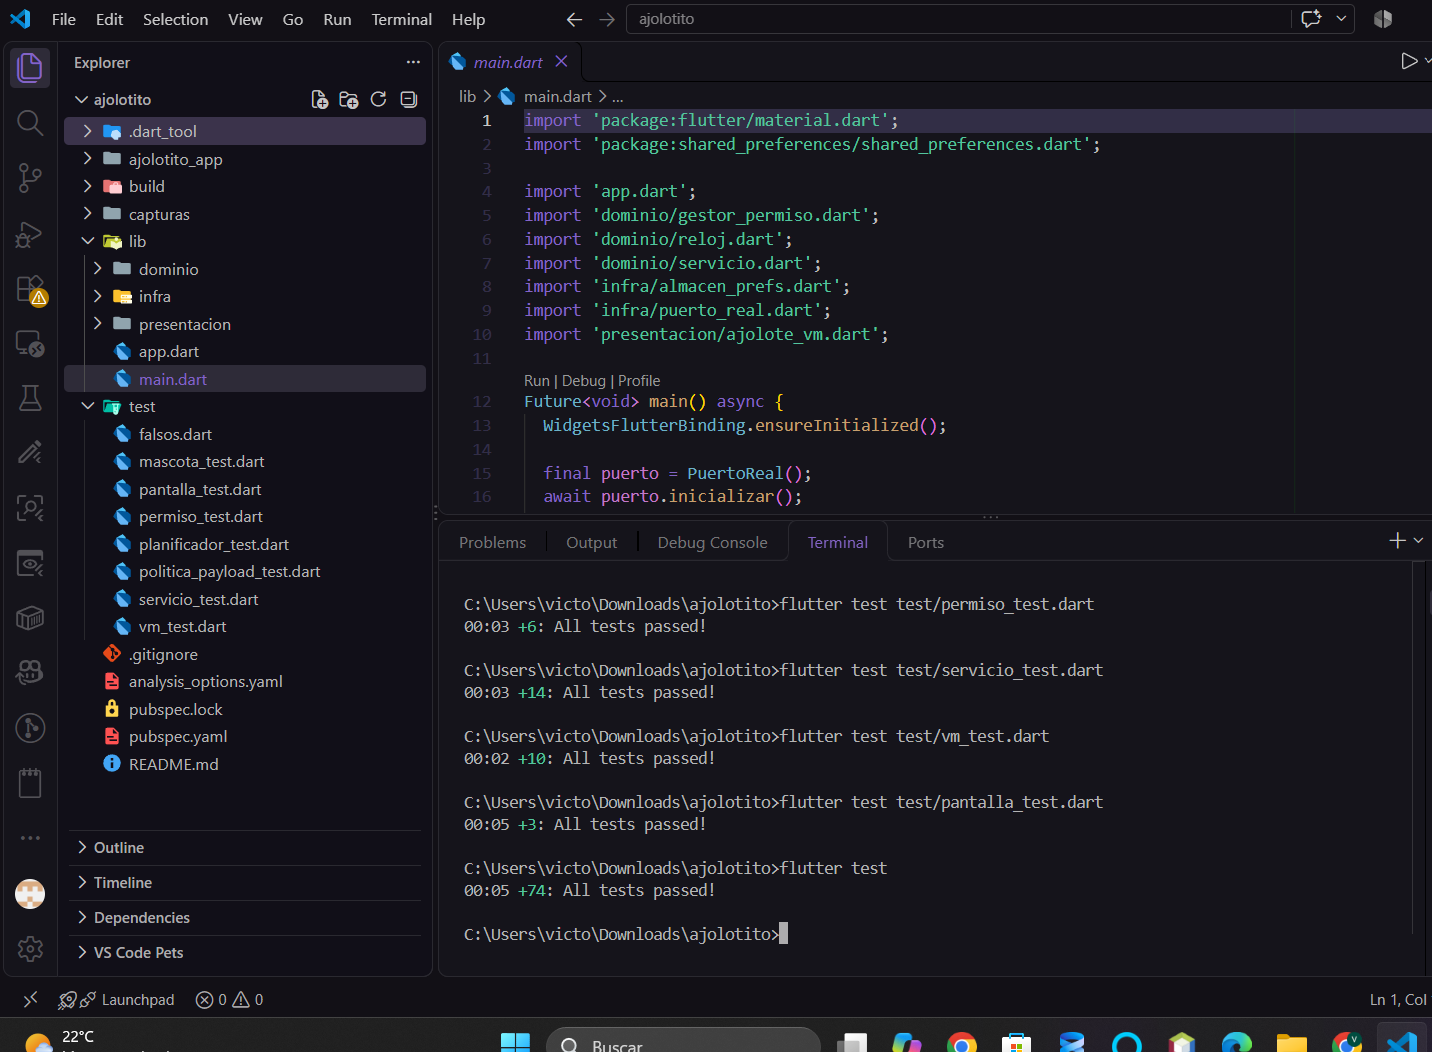 File Edit Selection View Go Run Terminal Help
ajolotito
Explorer
ajolotito
.dart_tool
ajolotito_app
build
capturas
lib
dominio
infra
presentacion
app.dart
main.dart
test
falsos.dart
mascota_test.dart
pantalla_test.dart
permiso_test.dart
planificador_test.dart
politica_payload_test.dart
servicio_test.dart
vm_test.dart
.gitignore
analysis_options.yaml
pubspec.lock
pubspec.yaml
README.md
Outline
Timeline
Dependencies
VS Code Pets
main.dart
lib > main.dart > ...
1 import 'package:flutter/material.dart';
2 import 'package:shared_preferences/shared_preferences.dart';
3
4 import 'app.dart';
5 import 'dominio/gestor_permiso.dart';
6 import 'dominio/reloj.dart';
7 import 'dominio/servicio.dart';
8 import 'infra/almacen_prefs.dart';
9 import 'infra/puerto_real.dart';
10 import 'presentacion/ajolote_vm.dart';
11
Run | Debug | Profile
12 Future<void> main() async {
13 WidgetsFlutterBinding.ensureInitialized();
14
15 final puerto = PuertoReal();
16 await puerto.inicializar();
Problems Output Debug Console Terminal Ports
C:\Users\victo\Downloads\ajolotito>flutter test test/permiso_test.dart
00:03 +6: All tests passed!
C:\Users\victo\Downloads\ajolotito>flutter test test/servicio_test.dart
00:03 +14: All tests passed!
C:\Users\victo\Downloads\ajolotito>flutter test test/vm_test.dart
00:02 +10: All tests passed!
C:\Users\victo\Downloads\ajolotito>flutter test test/pantalla_test.dart
00:05 +3: All tests passed!
C:\Users\victo\Downloads\ajolotito>flutter test
00:05 +74: All tests passed!
C:\Users\victo\Downloads\ajolotito>
Launchpad 0 0
Ln 1, Col
22°C
Buscar